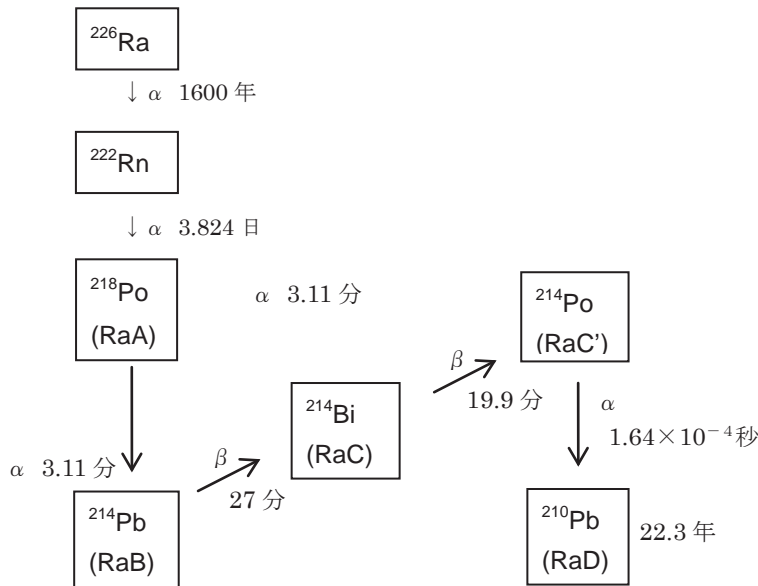 ²²⁶Ra
↓ α 1600 年
²²²Rn
↓ α 3.824 日
²¹⁸Po
(RaA)
α 3.11 分
²¹⁴Po
(RaC')
β
19.9 分
α
1.64×10⁻⁴秒
²¹⁴Bi
(RaC)
α 3.11 分
β
27 分
²¹⁴Pb
(RaB)
²¹⁰Pb
(RaD)
22.3 年